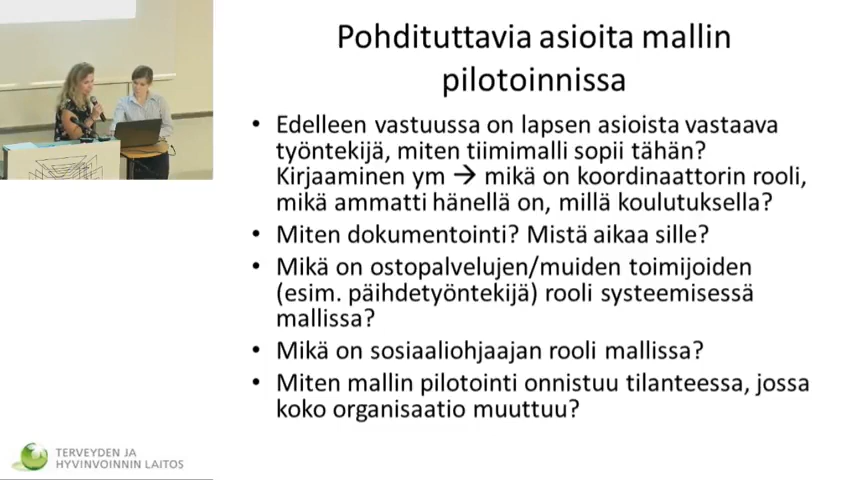 Pohdituttavia asioita mallin
pilotoinnissa
• Edelleen vastuussa on lapsen asioista vastaava
työntekijä, miten tiimimalli sopii tähän?
Kirjaaminen ym → mikä on koordinaattorin rooli,
mikä ammatti hänellä on, millä koulutuksella?
• Miten dokumentointi? Mistä aikaa sille?
• Mikä on ostopalvelujen/muiden toimijoiden
(esim. päihdetyöntekijä) rooli systeemisessä
mallissa?
• Mikä on sosiaaliohjaajan rooli mallissa?
• Miten mallin pilotointi onnistuu tilanteessa, jossa
koko organisaatio muuttuu?
TERVEYDEN JA
HYVINVOINNIN LAITOS